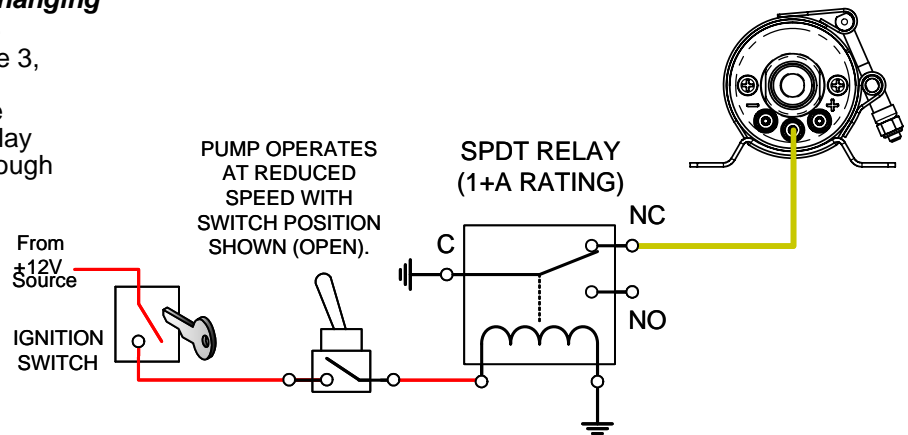 hanging
e 3,
e
lay
ough
PUMP OPERATES
AT REDUCED
SPEED WITH
SWITCH POSITION
SHOWN (OPEN).
SPDT RELAY
(1+A RATING)
NC
C
NO
From
+12V
Source
IGNITION
SWITCH
- +